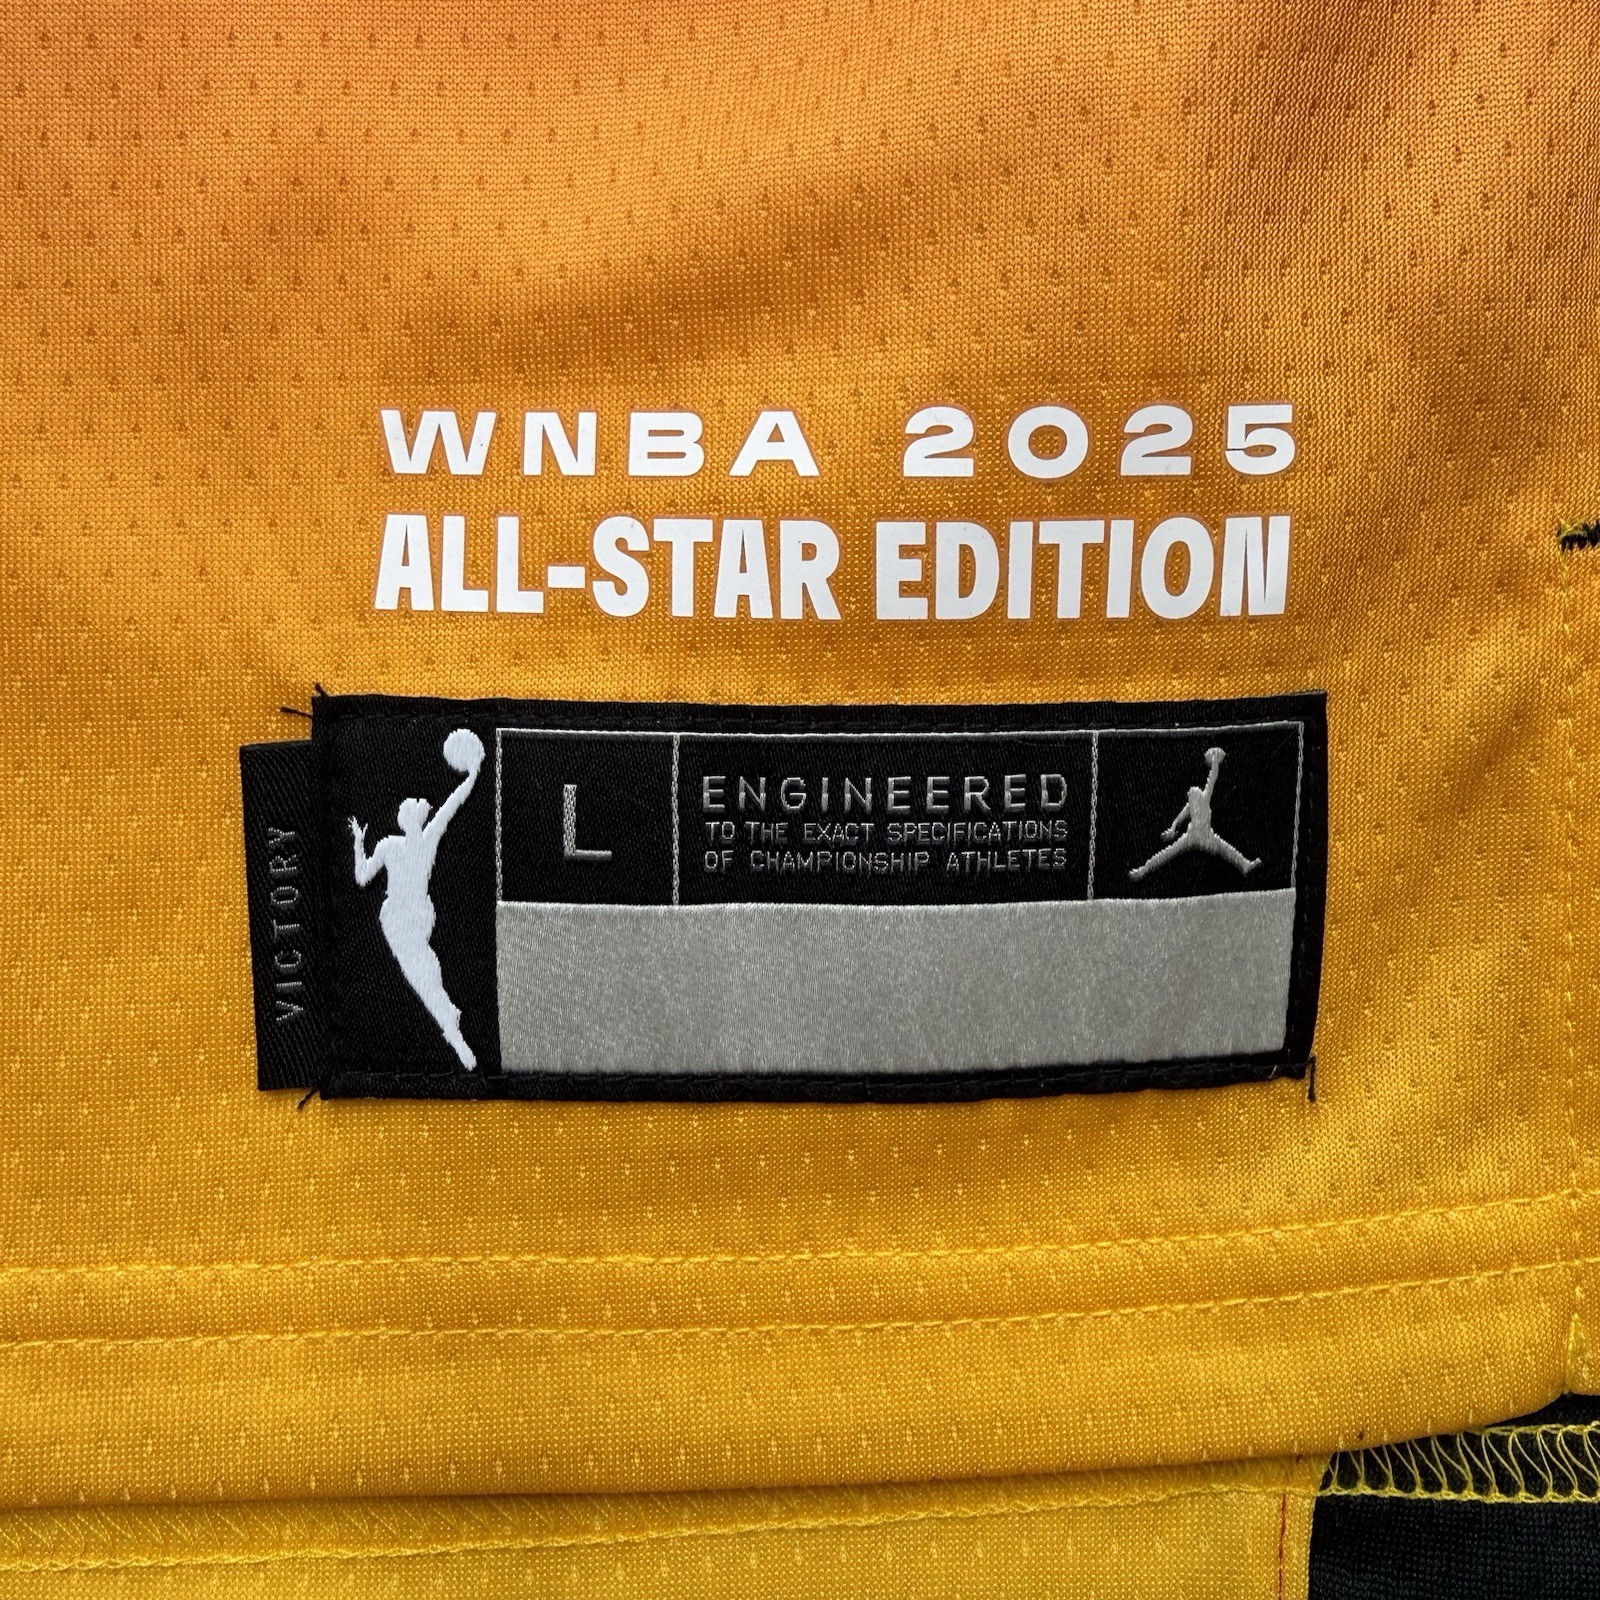 WNBA 2025
ALL-STAR EDITION
VICTORY
L
ENGINEERED
TO THE EXACT SPECIFICATIONS
OF CHAMPIONSHIP ATHLETES